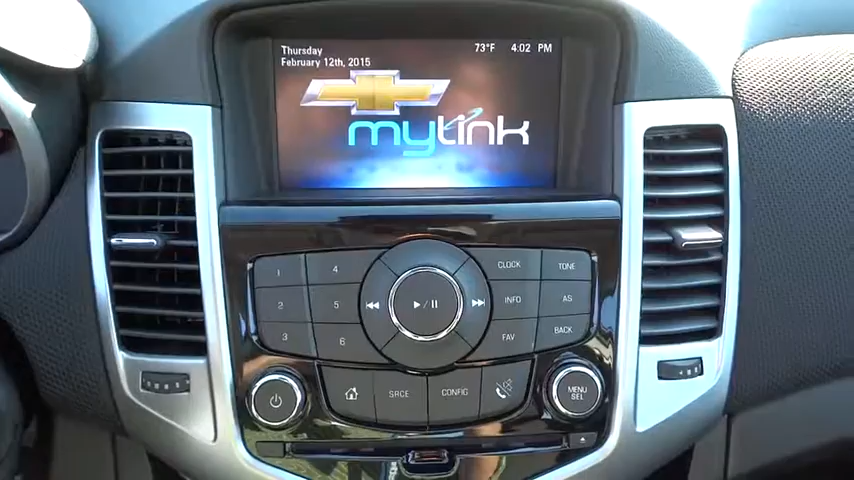 Thursday 73°F 4:02 PM
February 12th, 2015
mylink
1 4 CLOCK TONE
2 5 INFO AS
3 6 FAV BACK
SRCE CONFIG
MENU
SEL